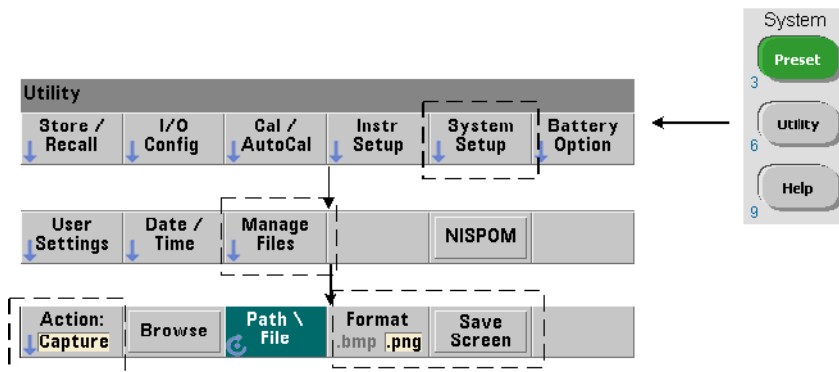 System
Preset
3
Utility
6
Help
9
Utility
Store / Recall
I/O Config
Cal / AutoCal
Instr Setup
System Setup
Battery Option
User Settings
Date / Time
Manage Files
NISPOM
Action: Capture
Browse
Path \ File
Format .bmp .png
Save Screen